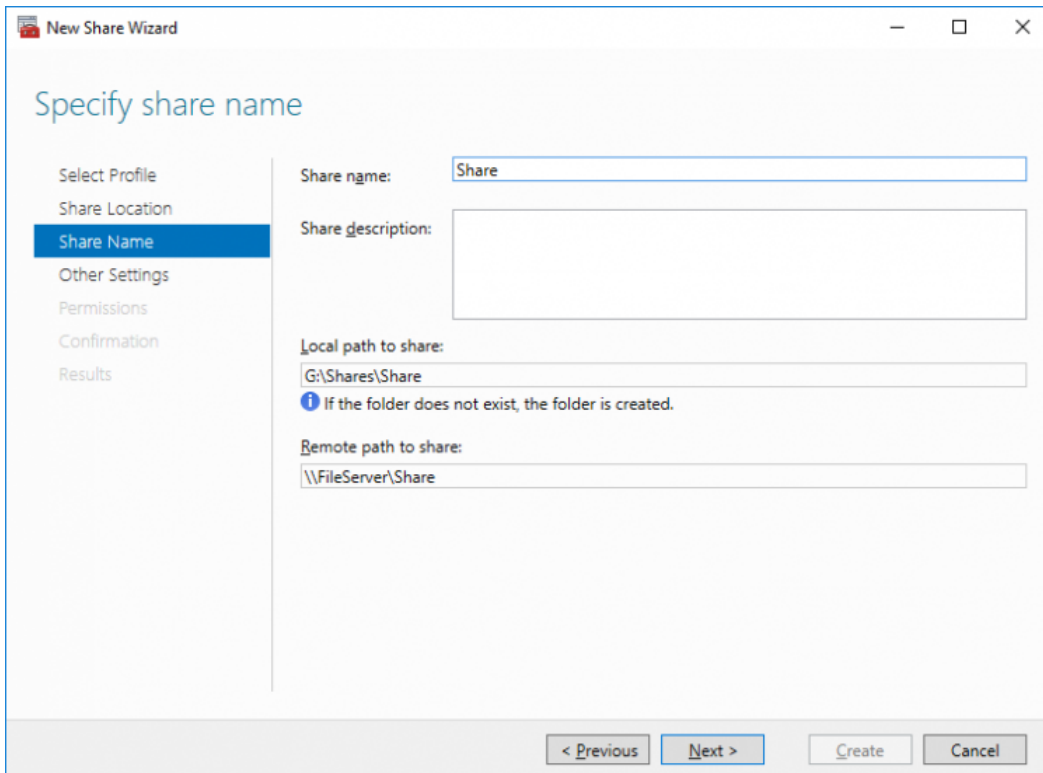 New Share Wizard
Specify share name
Select Profile
Share Location
Share Name
Other Settings
Permissions
Confirmation
Results
Share name:
Share
Share description:
Local path to share:
G:\Shares\Share
If the folder does not exist, the folder is created.
Remote path to share:
\\FileServer\Share
< Previous Next > Create Cancel